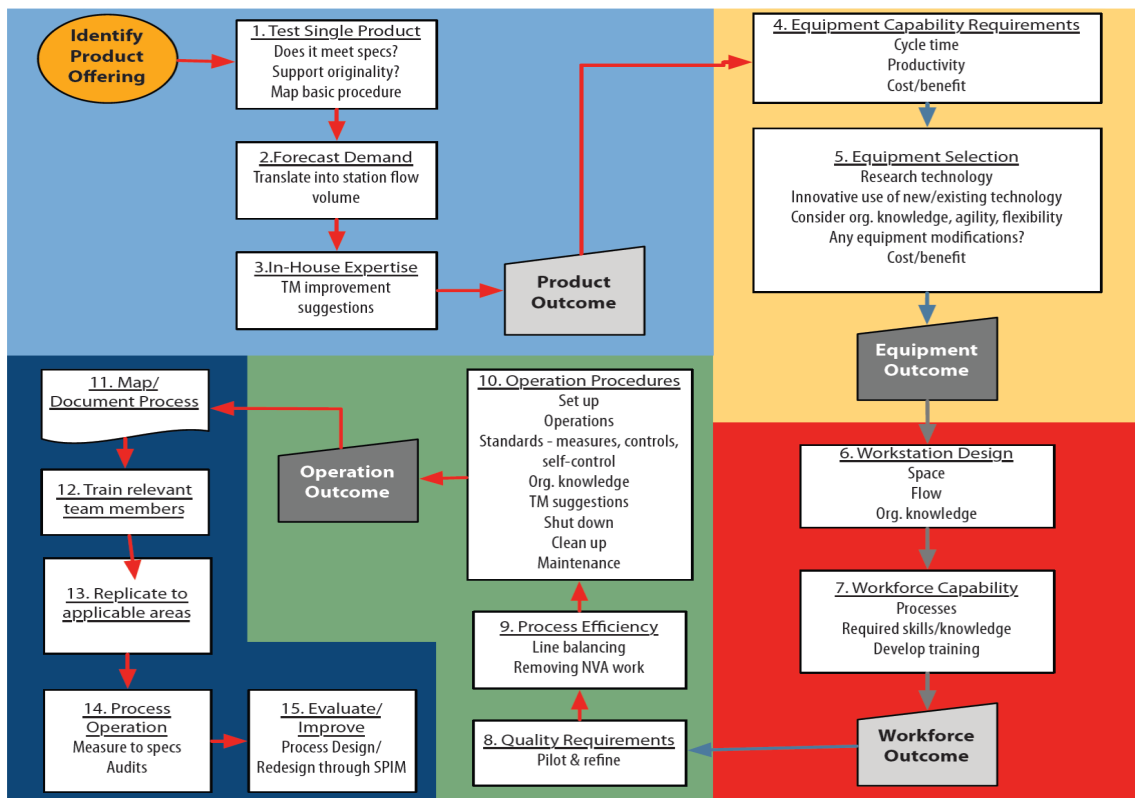 Identify
Product
Offering
1. Test Single Product
Does it meet specs?
Support originality?
Map basic procedure
2.Forecast Demand
Translate into station flow
volume
3.In-House Expertise
TM improvement
suggestions
Product
Outcome
4. Equipment Capability Requirements
Cycle time
Productivity
Cost/benefit
5. Equipment Selection
Research technology
Innovative use of new/existing technology
Consider org. knowledge, agility, flexibility
Any equipment modifications?
Cost/benefit
Equipment
Outcome
6. Workstation Design
Space
Flow
Org. knowledge
7. Workforce Capability
Processes
Required skills/knowledge
Develop training
Workforce
Outcome
8. Quality Requirements
Pilot & refine
9. Process Efficiency
Line balancing
Removing NVA work
10. Operation Procedures
Set up
Operations
Standards - measures, controls,
self-control
Org. knowledge
TM suggestions
Shut down
Clean up
Maintenance
Operation
Outcome
11. Map/
Document Process
12. Train relevant
team members
13. Replicate to
applicable areas
14. Process
Operation
Measure to specs
Audits
15. Evaluate/
Improve
Process Design/
Redesign through SPIM